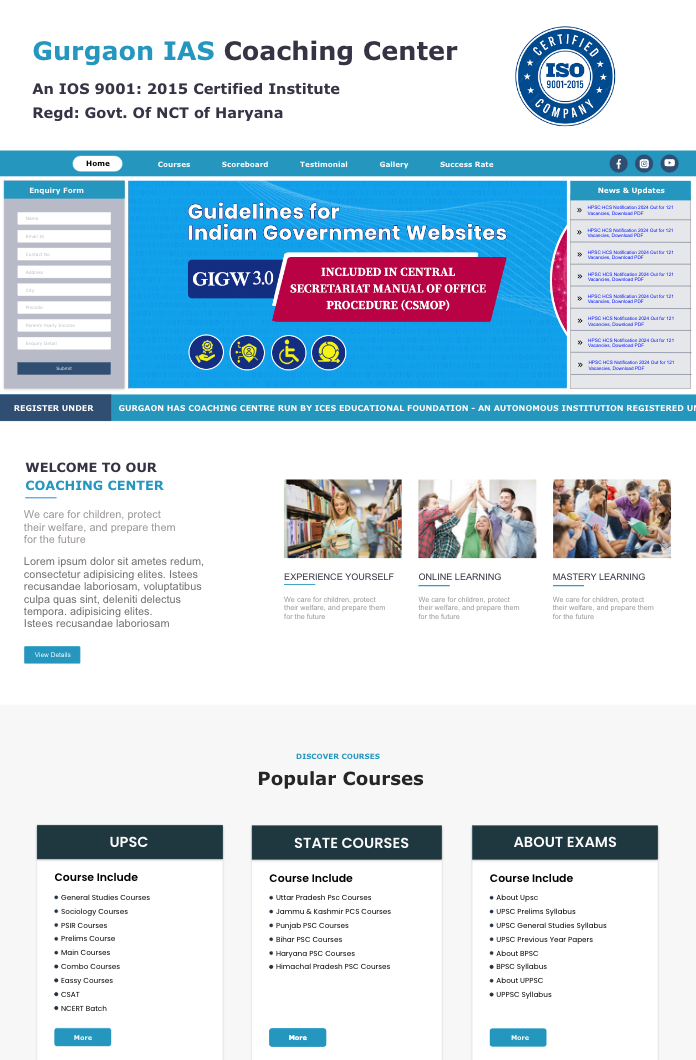 Gurgaon IAS Coaching Center
An IOS 9001: 2015 Certified Institute
Regd: Govt. Of NCT of Haryana
CERTIFIED
ISO
9001-2015
COMPANY
Home
Courses
Scoreboard
Testimonial
Gallery
Success Rate
Enquiry Form
Name
Email Id
Contact No
Address
City
Pincode
Parents Yearly Income
Enquiry Detail
Submit
Guidelines for
Indian Government Websites
GIGW 3.0
INCLUDED IN CENTRAL
SECRETARIAT MANUAL OF OFFICE
PROCEDURE (CSMOP)
News & Updates
» HPSC HCS Notification 2024 Out for 121
Vacancies, Download PDF
» HPSC HCS Notification 2024 Out for 121
Vacancies, Download PDF
» HPSC HCS Notification 2024 Out for 121
Vacancies, Download PDF
» HPSC HCS Notification 2024 Out for 121
Vacancies, Download PDF
» HPSC HCS Notification 2024 Out for 121
Vacancies, Download PDF
» HPSC HCS Notification 2024 Out for 121
Vacancies, Download PDF
» HPSC HCS Notification 2024 Out for 121
Vacancies, Download PDF
» HPSC HCS Notification 2024 Out for 121
Vacancies, Download PDF
REGISTER UNDER
GURGAON HAS COACHING CENTRE RUN BY ICES EDUCATIONAL FOUNDATION - AN AUTONOMOUS INSTITUTION REGISTERED UN
WELCOME TO OUR
COACHING CENTER
We care for children, protect
their welfare, and prepare them
for the future
Lorem ipsum dolor sit ametes redum,
consectetur adipisicing elites. Istees
recusandae laboriosam, voluptatibus
culpa quas sint, deleniti delectus
tempora. adipisicing elites.
Istees recusandae laboriosam
View Details
EXPERIENCE YOURSELF
We care for children, protect
their welfare, and prepare them
for the future
ONLINE LEARNING
We care for children, protect
their welfare, and prepare them
for the future
MASTERY LEARNING
We care for children, protect
their welfare, and prepare them
for the future
DISCOVER COURSES
Popular Courses
UPSC
Course Include
General Studies Courses
Sociology Courses
PSIR Courses
Prelims Course
Main Courses
Combo Courses
Eassy Courses
CSAT
NCERT Batch
More
STATE COURSES
Course Include
Uttar Pradesh Psc Courses
Jammu & Kashmir PCS Courses
Punjab PSC Courses
Bihar PSC Courses
Haryana PSC Courses
Himachal Pradesh PSC Courses
More
ABOUT EXAMS
Course Include
About Upsc
UPSC Prelims Syllabus
UPSC General Studies Syllabus
UPSC Previous Year Papers
About BPSC
BPSC Syllabus
About UPPSC
UPPSC Syllabus
More